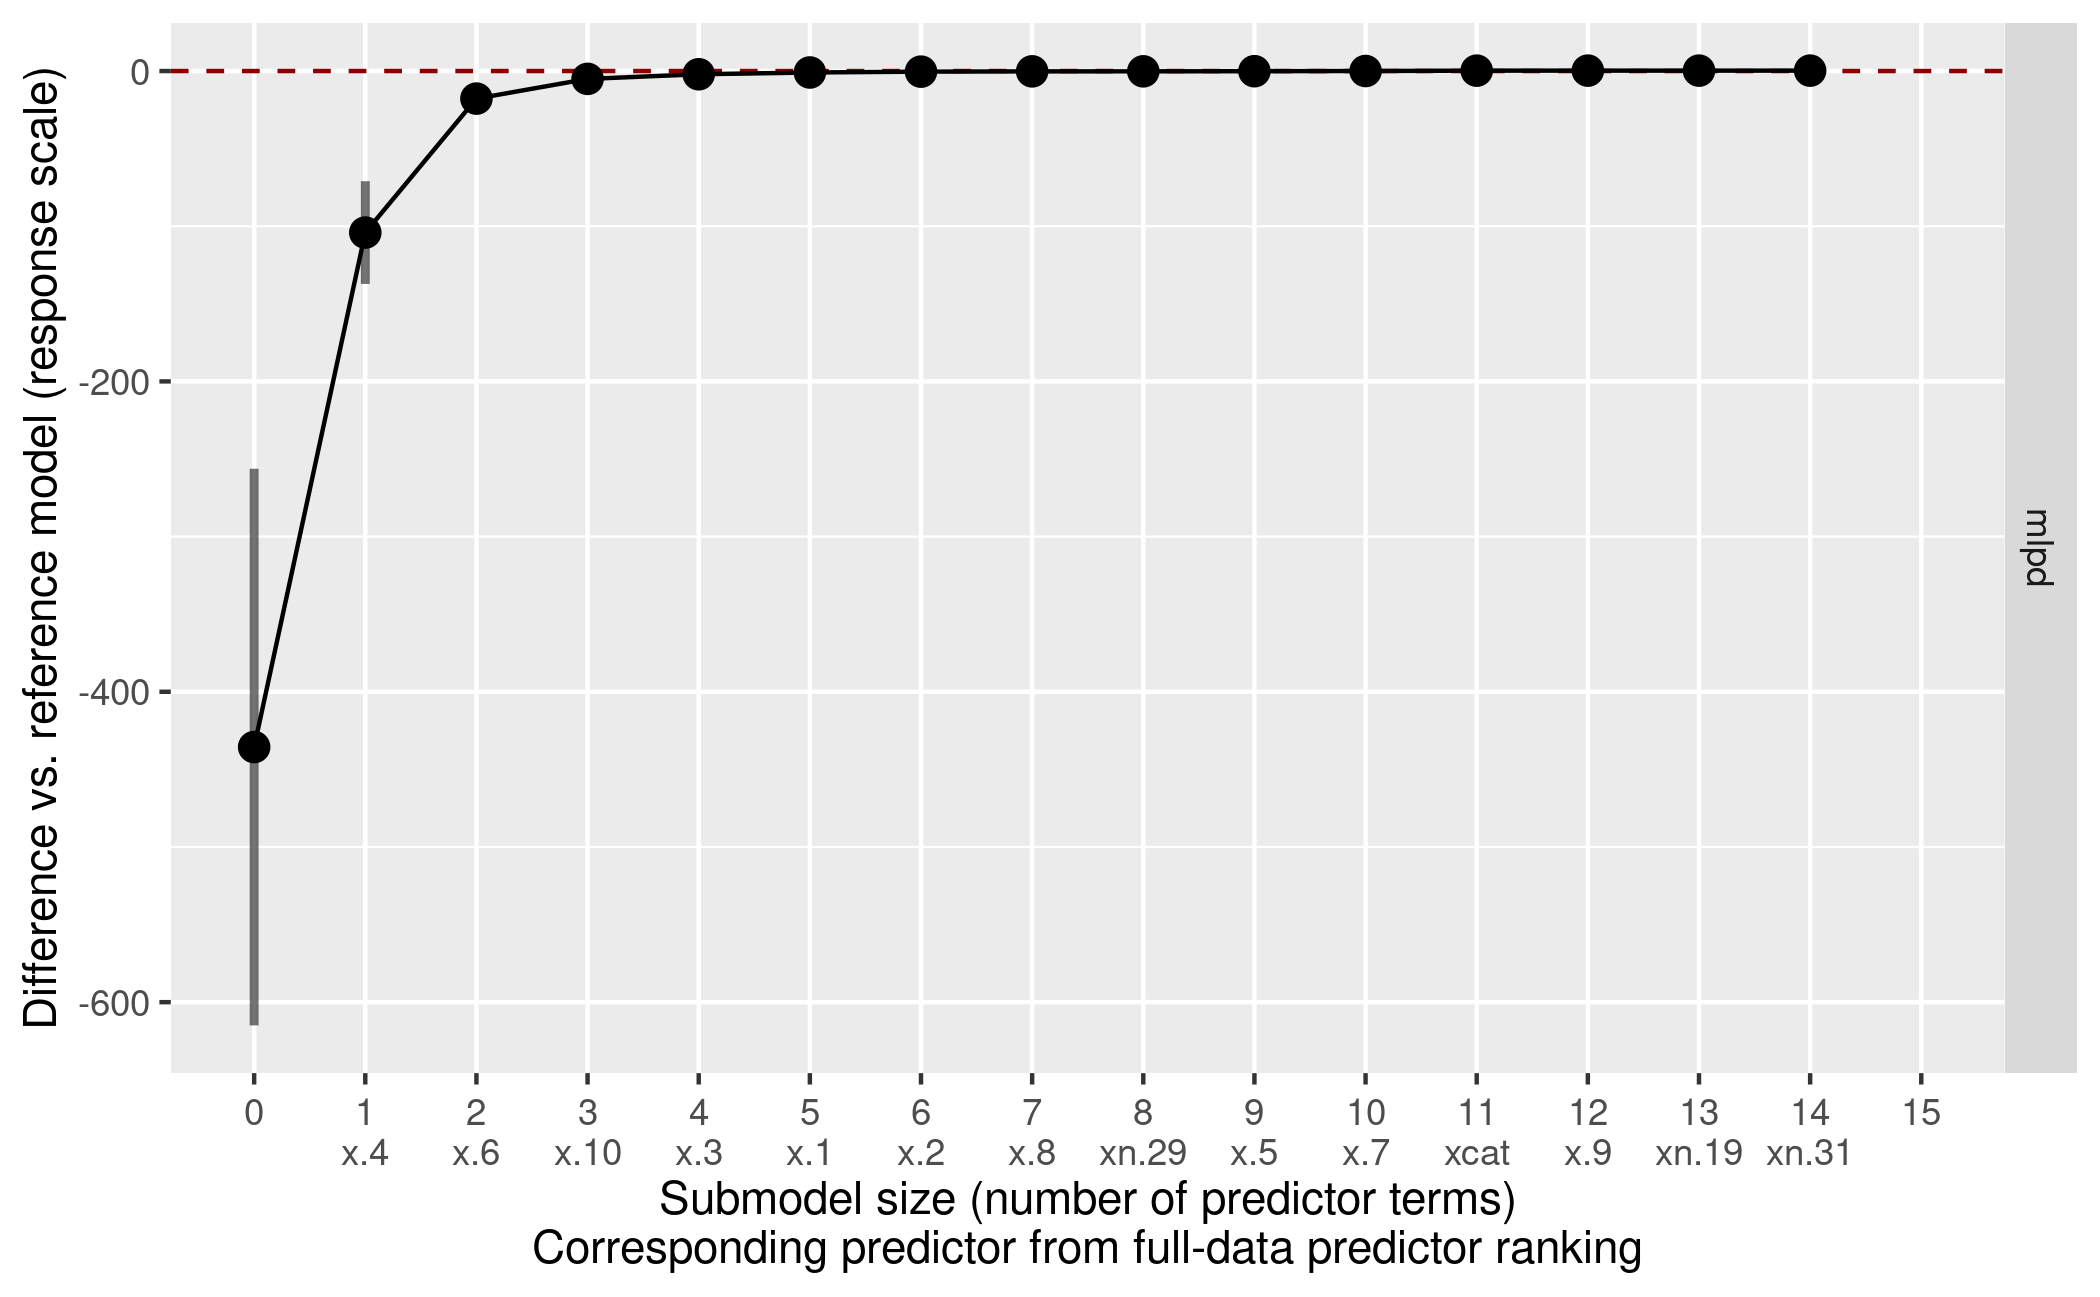 Difference vs. reference model (response scale)
0
-200
-400
-600
mlpd
0 1 2 3 4 5 6 7 8 9 10 11 12 13 14 15
x.4 x.6 x.10 x.3 x.1 x.2 x.8 xn.29 x.5 x.7 xcat x.9 xn.19 xn.31
Submodel size (number of predictor terms)
Corresponding predictor from full-data predictor ranking